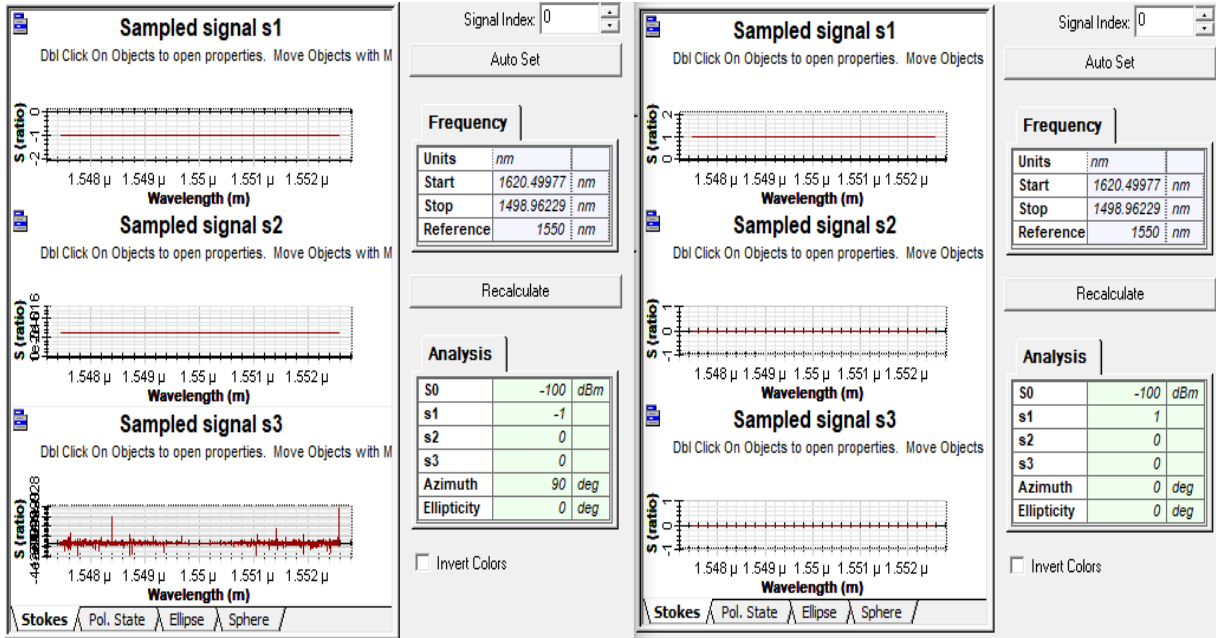 Sampled signal s1
Dbl Click On Objects to open properties. Move Objects with M
0
-1
-2
S (ratio)
1.548 µ 1.549 µ 1.55 µ 1.551 µ 1.552 µ
Wavelength (m)
Sampled signal s2
Dbl Click On Objects to open properties. Move Objects with M
S (ratio)
1.548 µ 1.549 µ 1.55 µ 1.551 µ 1.552 µ
Wavelength (m)
Sampled signal s3
Dbl Click On Objects to open properties. Move Objects with M
S (ratio)
1.548 µ 1.549 µ 1.55 µ 1.551 µ 1.552 µ
Wavelength (m)
Stokes Pol. State Ellipse Sphere
Signal Index: 0
Auto Set
Frequency
Units nm
Start 1620.49977 nm
Stop 1498.96229 nm
Reference 1550 nm
Recalculate
Analysis
S0 -100 dBm
s1 -1
s2 0
s3 0
Azimuth 90 deg
Ellipticity 0 deg
Invert Colors
Sampled signal s1
Dbl Click On Objects to open properties. Move Objects
2
1
0
S (ratio)
1.548 µ 1.549 µ 1.55 µ 1.551 µ 1.552 µ
Wavelength (m)
Sampled signal s2
Dbl Click On Objects to open properties. Move Objects
1
0
-1
S (ratio)
1.548 µ 1.549 µ 1.55 µ 1.551 µ 1.552 µ
Wavelength (m)
Sampled signal s3
Dbl Click On Objects to open properties. Move Objects
1
0
-1
S (ratio)
1.548 µ 1.549 µ 1.55 µ 1.551 µ 1.552 µ
Wavelength (m)
Stokes Pol. State Ellipse Sphere
Signal Index: 0
Auto Set
Frequency
Units nm
Start 1620.49977 nm
Stop 1498.96229 nm
Reference 1550 nm
Recalculate
Analysis
S0 -100 dBm
s1 1
s2 0
s3 0
Azimuth 0 deg
Ellipticity 0 deg
Invert Colors